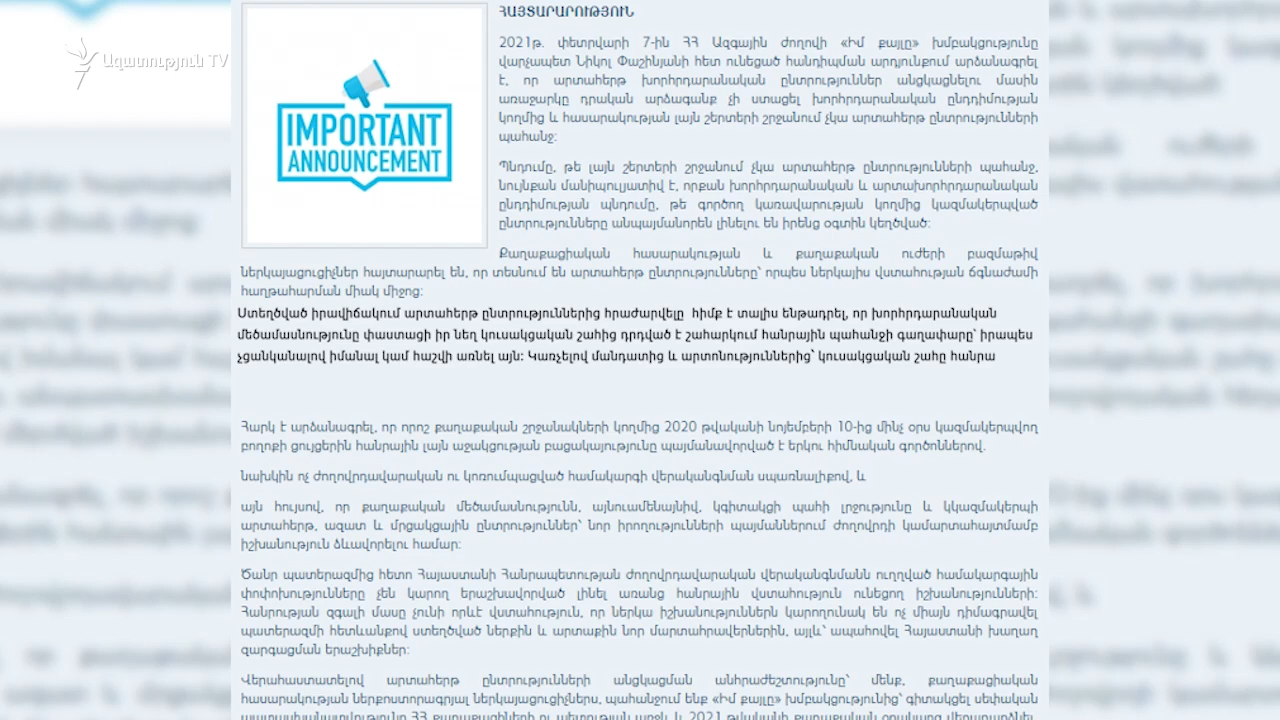 Ազատություն TV
IMPORTANT
ANNOUNCEMENT
ՀԱՅՏԱՐԱՐՈՒԹՅՈՒՆ
2021թ. փետրվարի 7-ին ՀՀ Ազգային ժողովի «Իմ քայլը» խմբակցությունը
վարչապետ Նիկոլ Փաշինյանի հետ ունեցած հանդիպման արդյունքում արձանագրել
է, որ արտահերթ խորհրդարանական ընտրություններ անցկացնելու մասին
առաջարկը դրական արձագանք չի ստացել խորհրդարանական ընդդիմության
կողմից և հասարակության լայն շերտերի շրջանում չկա արտահերթ ընտրությունների
պահանջ:
Պնդումը, թե լայն շերտերի շրջանում չկա արտահերթ ընտրությունների պահանջ,
նույնքան մանիպուլյատիվ է, որքան խորհրդարանական և արտախորհրդարանական
ընդդիմության պնդումը, թե գործող կառավարության կողմից կազմակերպված
ընտրությունները անպայմանորեն լինելու են իրենց օգտին կեղծված:
Քաղաքացիական հասարակության և քաղաքական ուժերի բազմաթիվ
ներկայացուցիչներ հայտարարել են, որ տեսնում են արտահերթ ընտրությունները՝ որպես ներկայիս վստահության ճգնաժամի
հաղթահարման միակ միջոց:
Ստեղծված իրավիճակում արտահերթ ընտրություններից հրաժարվելը հիմք է տալիս ենթադրել, որ խորհրդարանական
մեծամասնությունը փաստացի իր նեղ կուսակցական շահից դրդված է շահարկում հանրային պահանջի գաղափարը՝ իրապես
չցանկանալով իմանալ կամ հաշվի առնել այն: Կառչելով մանդատից և արտոնություններից՝ կուսակցական շահը հանրա
Հարկ է արձանագրել, որ որոշ քաղաքական շրջանակների կողմից 2020 թվականի նոյեմբերի 10-ից մինչ օրս կազմակերպվող
բողոքի ցույցերին հանրային լայն աջակցության բացակայությունը պայմանավորված է երկու հիմնական գործոններով.
նախկին ոչ ժողովրդավարական ու կոռումպացված համակարգի վերականգնման սպառնալիքով, և
այն հույսով, որ քաղաքական մեծամասնությունն, այնուամենայնիվ, կգիտակցի պահի լրջությունը և կկազմակերպի
արտահերթ, ազատ և մրցակցային ընտրություններ՝ նոր իրողությունների պայմաններում ժողովրդի կամարտահայտմամբ
իշխանություն ձևավորելու համար:
Ծանր պատերազմից հետո Հայաստանի Հանրապետության ժողովրդավարական վերականգնմանն ուղղված համակարգային
փոփոխությունները չեն կարող երաշխավորված լինել առանց հանրային վստահություն ունեցող իշխանությունների:
Հանրության զգալի մասը չունի որևէ վստահություն, որ ներկա իշխանություններն կարողունակ են ոչ միայն դիմագրավել
պատերազմի հետևանքով ստեղծված ներքին և արտաքին նոր մարտահրավերներին, այլև՝ ապահովել Հայաստանի խաղաղ
զարգացման երաշխիքներ:
Վերահաստատելով արտահերթ ընտրությունների անցկացման անհրաժեշտությունը՝ մենք, քաղաքացիական
հասարակության ներքոստորագրյալ ներկայացուցիչներս, պահանջում ենք «Իմ քայլը» խմբակցությունից՝ գիտակցել սեփական
պատասխանատվությունը ՀՀ քաղաքացիների ու պետության առջև և 2021 թվականի քաղաքական օրակարգ վերադարձնել